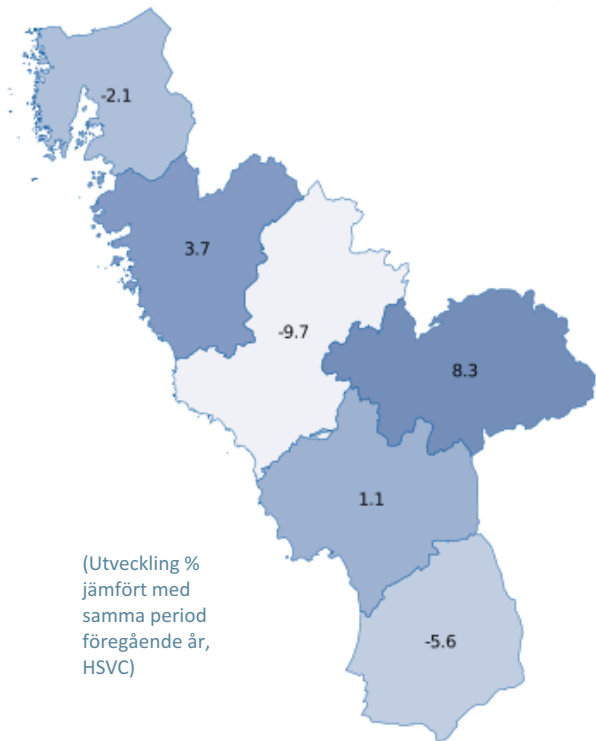 -2.1
3.7
-9.7
8.3
1.1
(Utveckling %
jämfört med
samma period
föregående år,
HSVC)
-5.6